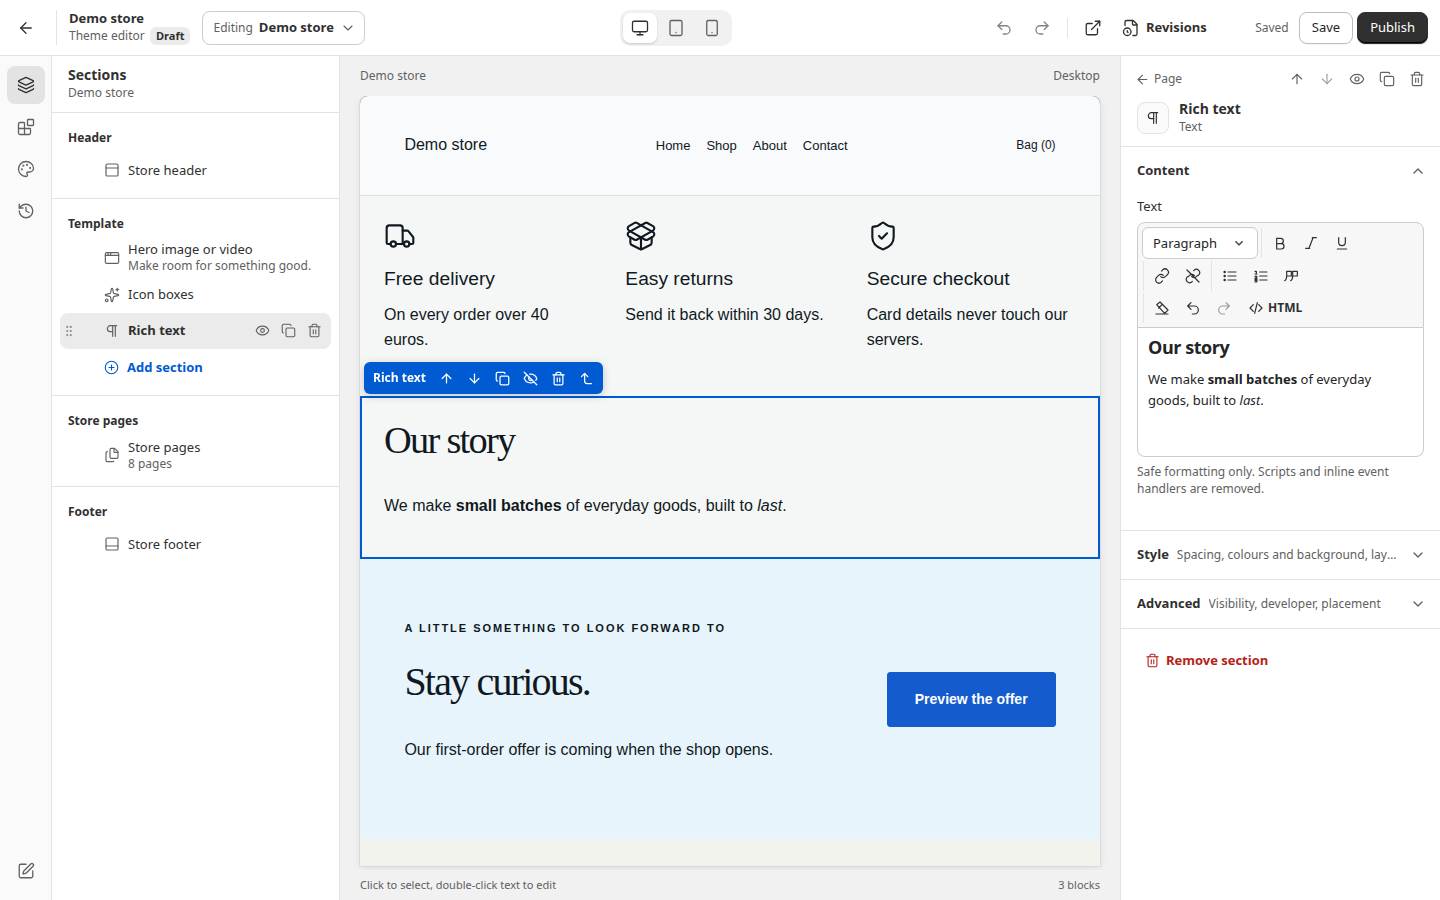 Demo store
Theme editor Draft
Editing Demo store
Revisions
Saved
Save
Publish
Sections
Demo store
Header
Store header
Template
Hero image or video
Make room for something good.
Icon boxes
Rich text
Add section
Store pages
Store pages
8 pages
Footer
Store footer
Demo store
Desktop
Demo store
Home Shop About Contact
Bag (0)
Free delivery
On every order over 40
euros.
Easy returns
Send it back within 30 days.
Secure checkout
Card details never touch our
servers.
Rich text
Our story
We make small batches of everyday goods, built to last.
A LITTLE SOMETHING TO LOOK FORWARD TO
Stay curious.
Our first-order offer is coming when the shop opens.
Preview the offer
Click to select, double-click text to edit
3 blocks
Page
Rich text
Text
Content
Text
Paragraph
HTML
Our story
We make small batches of everyday
goods, built to last.
Safe formatting only. Scripts and inline event
handlers are removed.
Style Spacing, colours and background, lay...
Advanced Visibility, developer, placement
Remove section